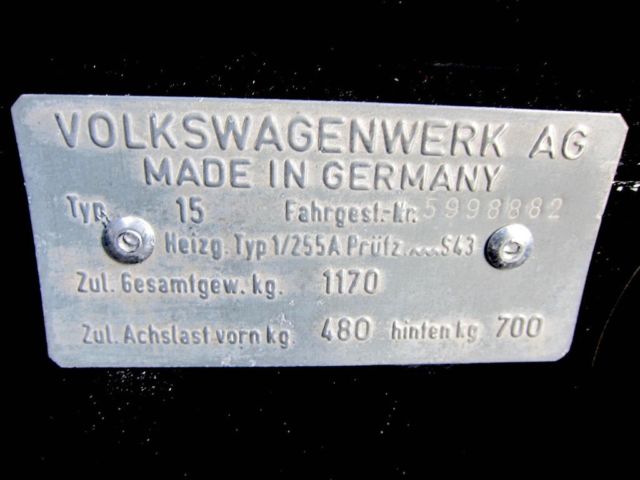 VOLKSWAGENWERK AG
MADE IN GERMANY
Typ 15 Fahrgest.-Nr. 5998882
Heizg. Typ 1/255A Prüfz. S43
Zul. Gesamtgew. kg. 1170
Zul. Achslast vorn kg. 480 hinten kg 700